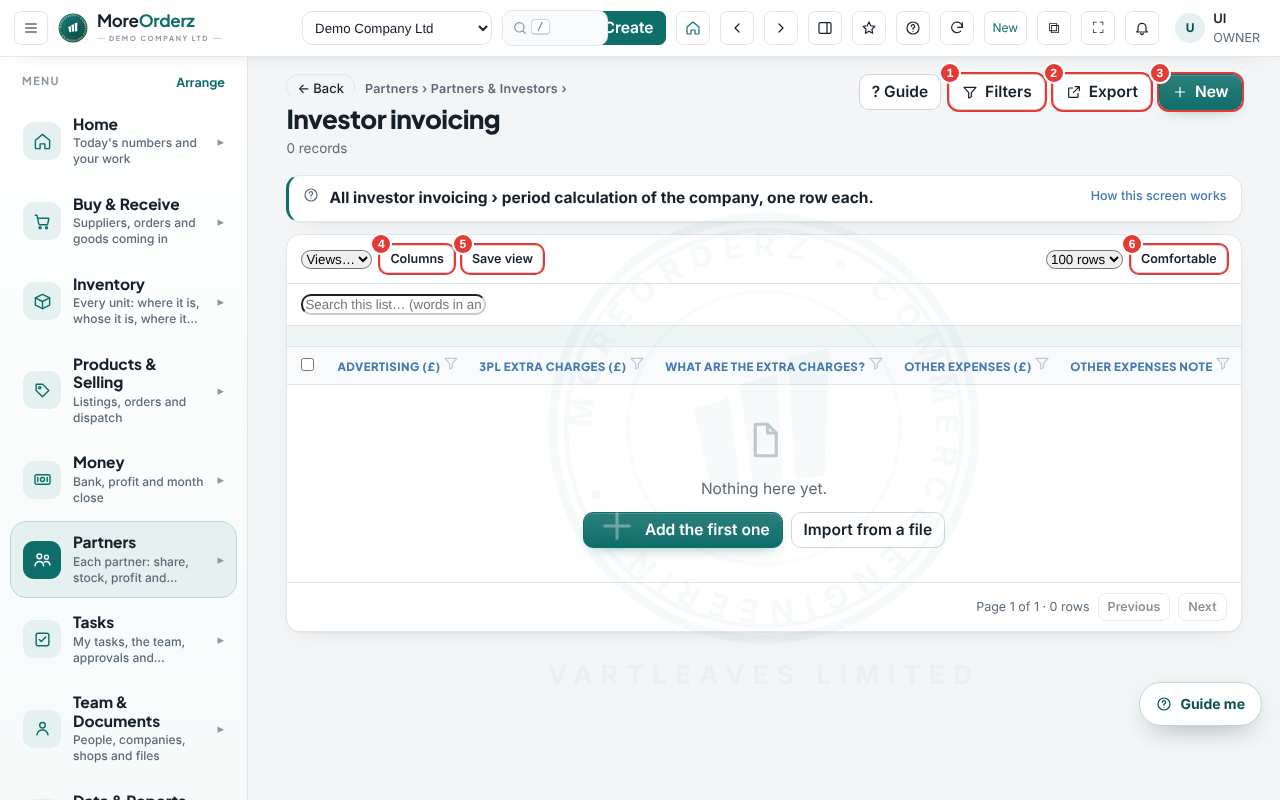 MoreOrderz
— DEMO COMPANY LTD —
Demo Company Ltd
/
Create
New
U
UI
OWNER
MENU
Arrange
Home
Today's numbers and
your work
Buy & Receive
Suppliers, orders and
goods coming in
Inventory
Every unit: where it is,
whose it is, where it…
Products &
Selling
Listings, orders and
dispatch
Money
Bank, profit and month
close
Partners
Each partner: share,
stock, profit and…
Tasks
My tasks, the team,
approvals and…
Team &
Documents
People, companies,
shops and files
← Back
Partners › Partners & Investors ›
? Guide
1
Filters
2
Export
3
+ New
Investor invoicing
0 records
All investor invoicing › period calculation of the company, one row each.
How this screen works
Views…
4
Columns
5
Save view
100 rows
6
Comfortable
Search this list… (words in an
ADVERTISING (£)
3PL EXTRA CHARGES (£)
WHAT ARE THE EXTRA CHARGES?
OTHER EXPENSES (£)
OTHER EXPENSES NOTE
Nothing here yet.
Add the first one
Import from a file
Page 1 of 1 · 0 rows
Previous
Next
MOREORDERZ • COMMERCE ENGINEERING •
VARTLEAVES LIMITED
Guide me